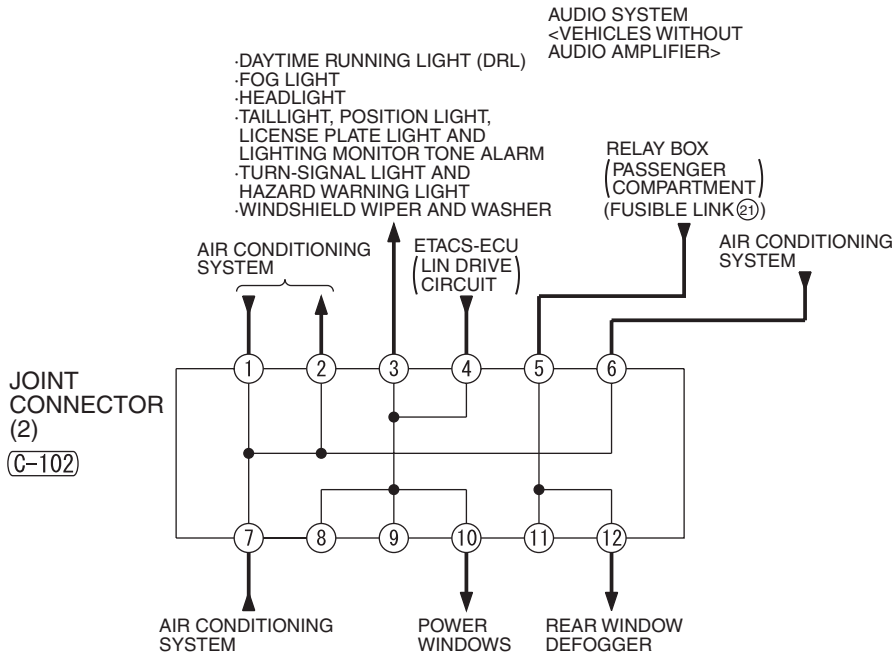 AUDIO SYSTEM
<VEHICLES WITHOUT
AUDIO AMPLIFIER>
·DAYTIME RUNNING LIGHT (DRL)
·FOG LIGHT
·HEADLIGHT
·TAILLIGHT, POSITION LIGHT,
LICENSE PLATE LIGHT AND
LIGHTING MONITOR TONE ALARM
·TURN-SIGNAL LIGHT AND
HAZARD WARNING LIGHT
·WINDSHIELD WIPER AND WASHER
RELAY BOX
(PASSENGER
COMPARTMENT)
(FUSIBLE LINK㉑)
AIR CONDITIONING
SYSTEM
ETACS-ECU
(LIN DRIVE
CIRCUIT)
AIR CONDITIONING
SYSTEM
1 2 3 4 5 6
JOINT
CONNECTOR
(2)
(C-102)
7 8 9 10 11 12
AIR CONDITIONING
SYSTEM
POWER
WINDOWS
REAR WINDOW
DEFOGGER